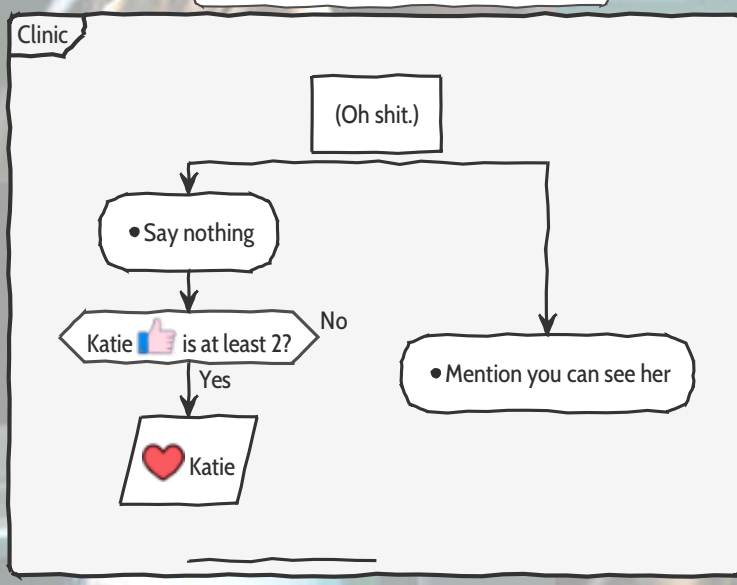 Clinic
(Oh shit.)
•Say nothing
Katie 👍 is at least 2?
No
Yes
•Mention you can see her
❤ Katie